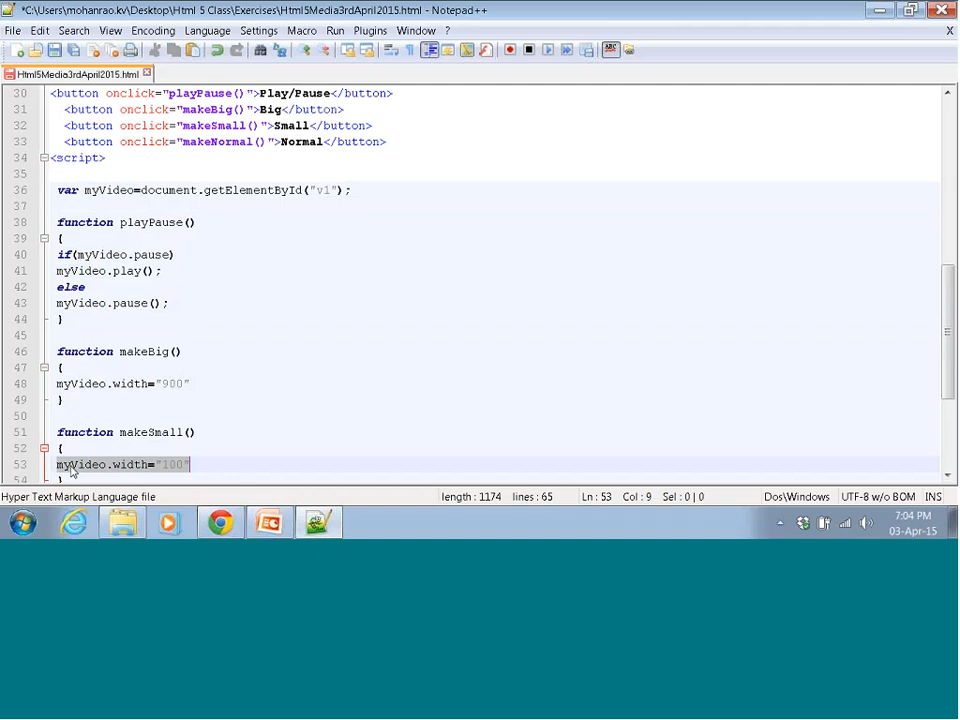 *C:\Users\mohanrao.kv\Desktop\Html 5 Class\Exercises\Html5Media3rdApril2015.html - Notepad++
File Edit Search View Encoding Language Settings Macro Run Plugins Window ? X
Html5Media3rdApril2015.html
30 <button onclick="playPause()">Play/Pause</button>
31 <button onclick="makeBig()">Big</button>
32 <button onclick="makeSmall()">Small</button>
33 <button onclick="makeNormal()">Normal</button>
34 <script>
35
36 var myVideo=document.getElementById("v1");
37
38 function playPause()
39 {
40 if(myVideo.pause)
41 myVideo.play();
42 else
43 myVideo.pause();
44 }
45
46 function makeBig()
47 {
48 myVideo.width="900"
49 }
50
51 function makeSmall()
52 {
53 myVideo.width="100"
54 }
Hyper Text Markup Language file length : 1174 lines : 65 Ln : 53 Col : 9 Sel : 0 | 0 Dos\Windows UTF-8 w/o BOM INS
7:04 PM
03-Apr-15